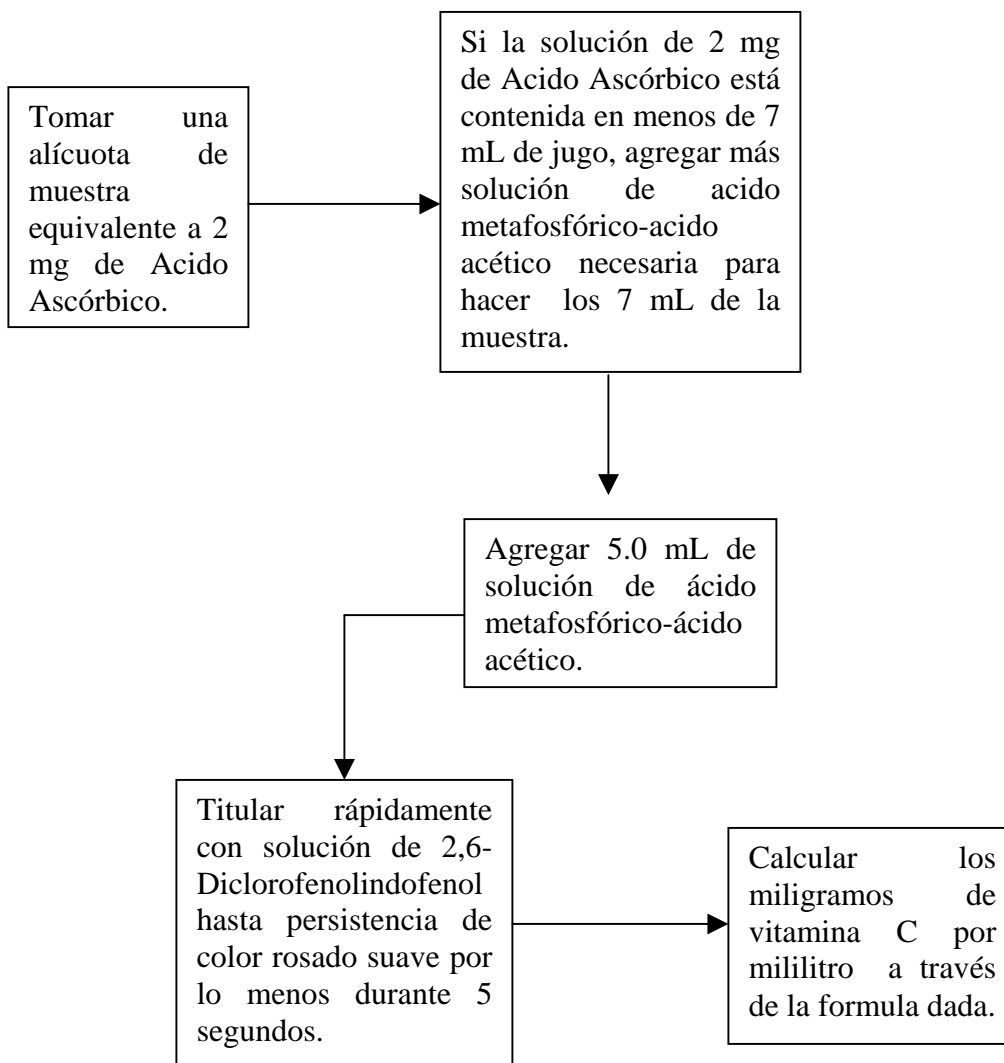 Tomar una
alícuota de
muestra
equivalente a 2
mg de Acido
Ascórbico.
Si la solución de 2 mg
de Acido Ascórbico está
contenida en menos de 7
mL de jugo, agregar más
solución de acido
metafosfórico-acido
acético necesaria para
hacer los 7 mL de la
muestra.
Agregar 5.0 mL de
solución de ácido
metafosfórico-ácido
acético.
Titular rápidamente
con solución de 2,6-
Diclorofenolindofenol
hasta persistencia de
color rosado suave por
lo menos durante 5
segundos.
Calcular los
miligramos de
vitamina C por
mililitro a través
de la formula dada.